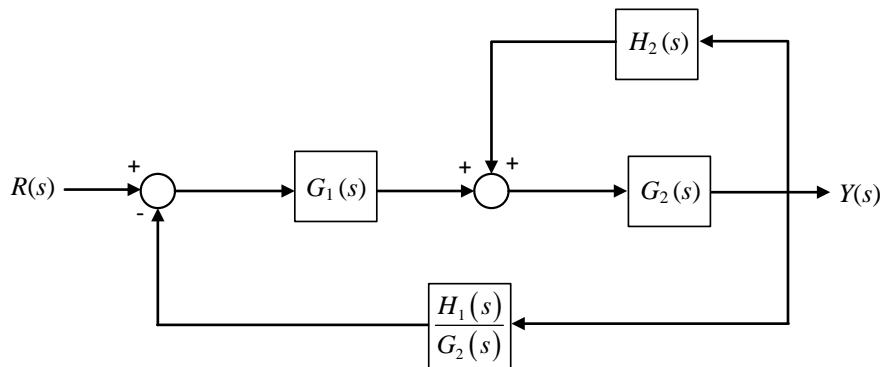 H₂(s)
+
+
+
R(s)
G₁(s)
G₂(s)
Y(s)
-
H₁(s)
G₂(s)